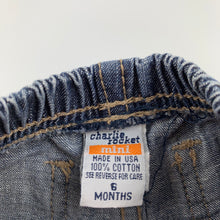 charlie
rocket
mini
MADE IN USA
100% COTTON
SEE REVERSE FOR CARE
6
MONTHS